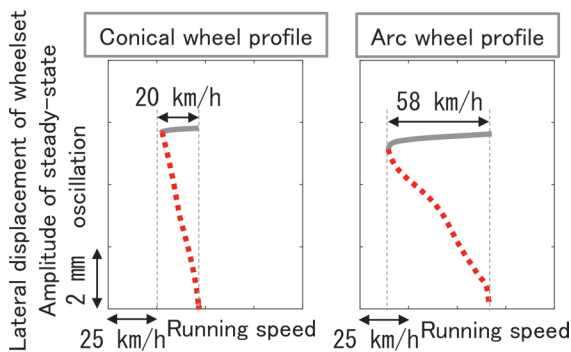 Conical wheel profile
Arc wheel profile
Lateral displacement of wheelset
Amplitude of steady-state
oscillation
20 km/h
58 km/h
2 mm
25 km/h
Running speed
25 km/h
Running speed